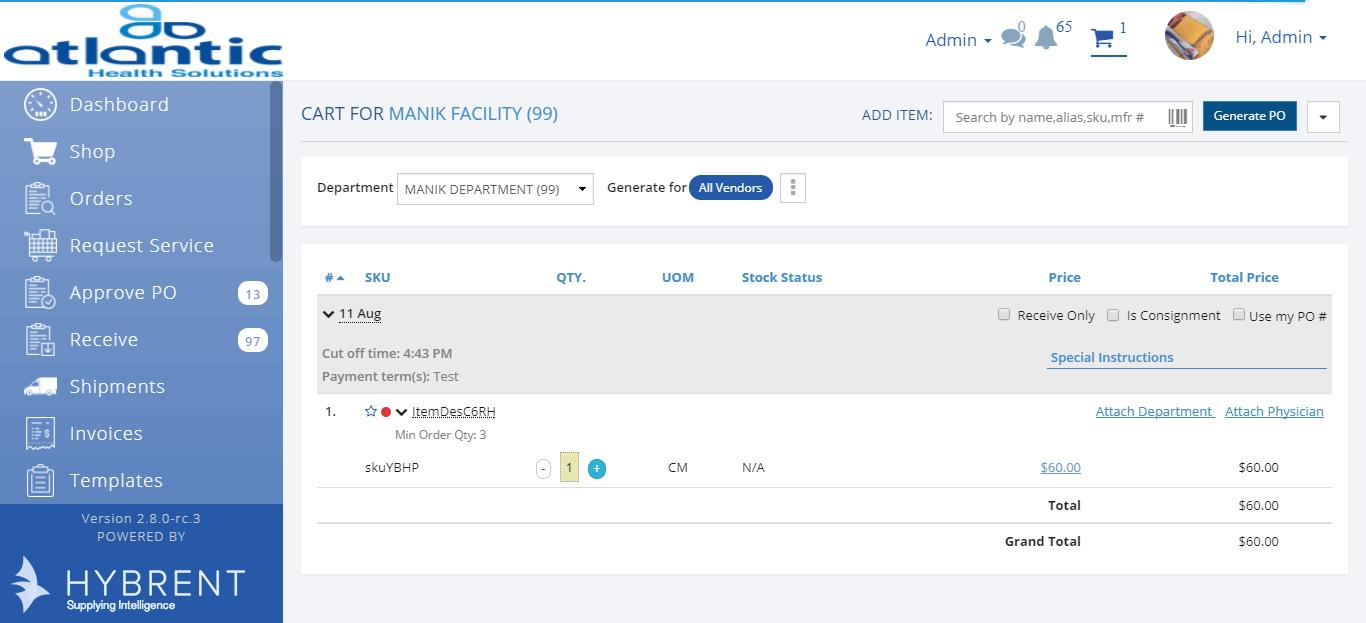 atlantic
Health Solutions
Admin
0
65
1
Hi, Admin
Dashboard
Shop
Orders
Request Service
Approve PO 13
Receive 97
Shipments
Invoices
Templates
Version 2.8.0-rc.3
POWERED BY
HYBRENT
Supplying Intelligence
CART FOR MANIK FACILITY (99)
ADD ITEM: Search by name,alias,sku,mfr # Generate PO
Department MANIK DEPARTMENT (99) Generate for All Vendors
# SKU QTY. UOM Stock Status Price Total Price
11 Aug Receive Only Is Consignment Use my PO #
Cut off time: 4:43 PM
Special Instructions
Payment term(s): Test
1. ItemDesC6RH Attach Department Attach Physician
Min Order Qty: 3
skuYBHP - 1 + CM N/A $60.00 $60.00
Total $60.00
Grand Total $60.00